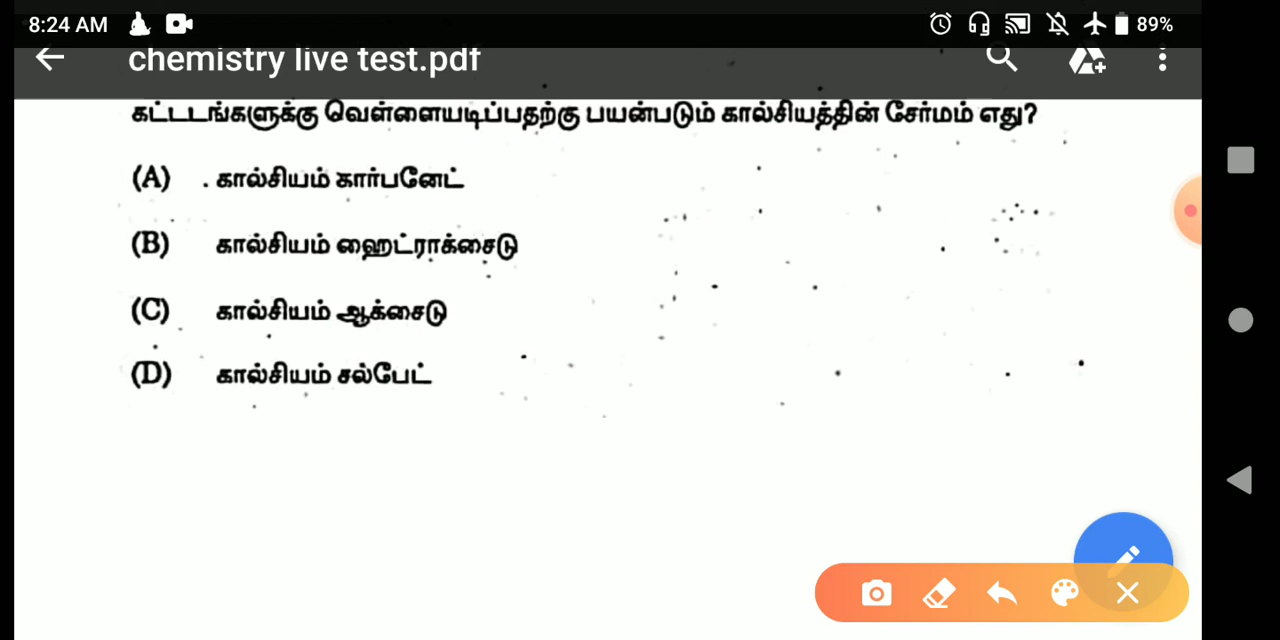 8:24 AM
89%
chemistry live test.pdf
கட்டடங்களுக்கு வெள்ளையடிப்பதற்கு பயன்படும் கால்சியத்தின் சேர்மம் எது?
(A) . கால்சியம் கார்பனேட்
(B) கால்சியம் ஹைட்ராக்சைடு
(C) கால்சியம் ஆக்சைடு
(D) கால்சியம் சல்பேட்